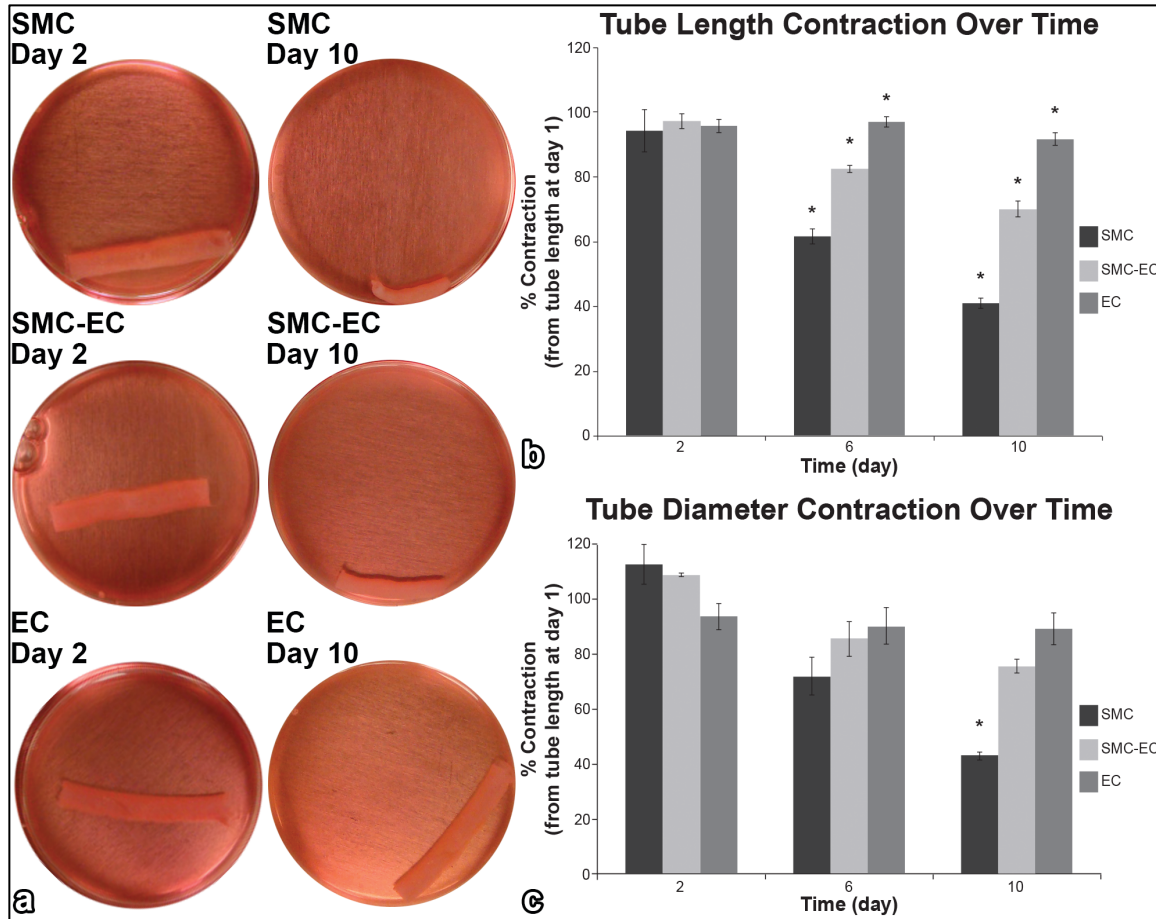 SMC
Day 2
SMC
Day 10
SMC-EC
Day 2
SMC-EC
Day 10
EC
Day 2
EC
Day 10
a
Tube Length Contraction Over Time
% Contraction
(from tube length at day 1)
120
100
80
60
40
20
0
*
*
*
*
*
*
2
6
10
Time (day)
SMC
SMC-EC
EC
b
Tube Diameter Contraction Over Time
% Contraction
(from tube length at day 1)
120
100
80
60
40
20
0
*
2
6
10
Time (day)
SMC
SMC-EC
EC
c